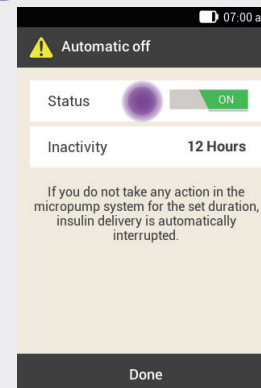 07:00 a
Automatic off
Status ON
Inactivity 12 Hours
If you do not take any action in the
micropump system for the set duration,
insulin delivery is automatically
interrupted.
Done